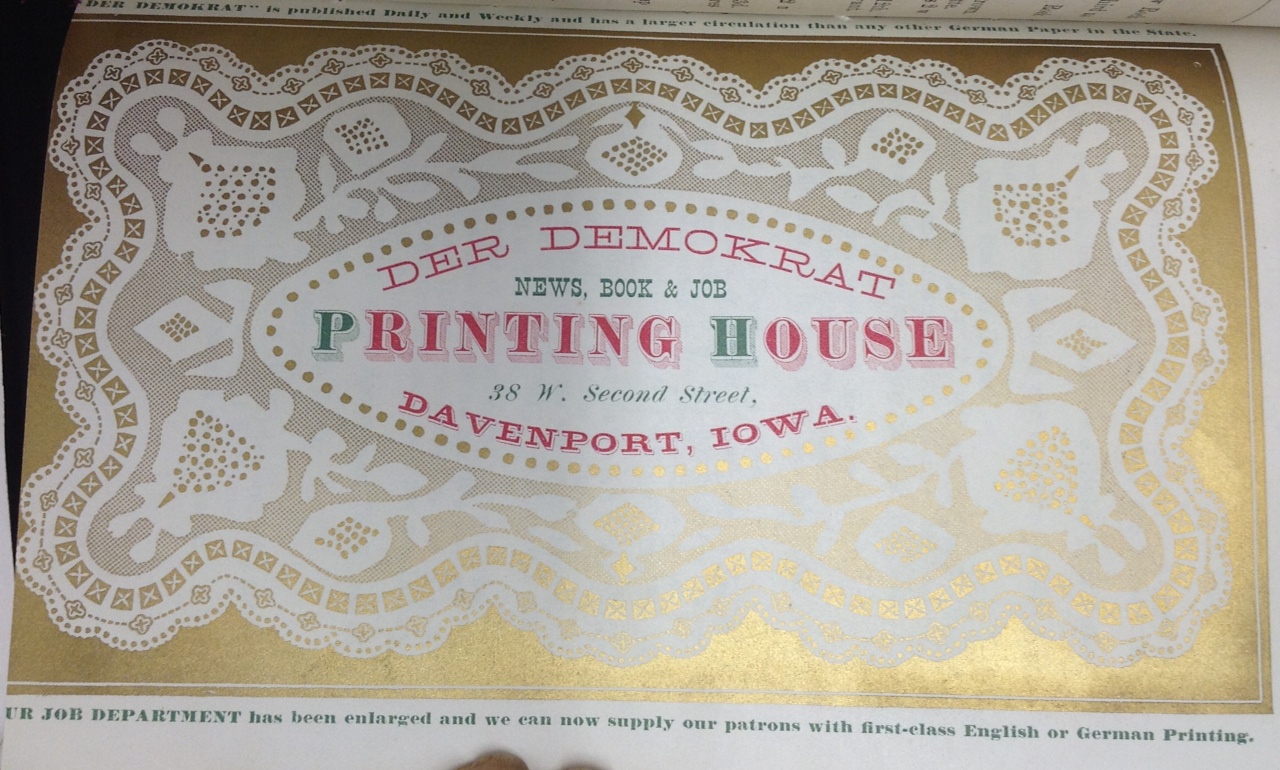 DER DEMOKRAT" is published Daily and Weekly and has a larger circulation than any other German Paper in the State.
DER DEMOKRAT
NEWS, BOOK & JOB
PRINTING HOUSE
38 W. Second Street,
DAVENPORT, IOWA.
UR JOB DEPARTMENT has been enlarged and we can now supply our patrons with first-class English or German Printing.